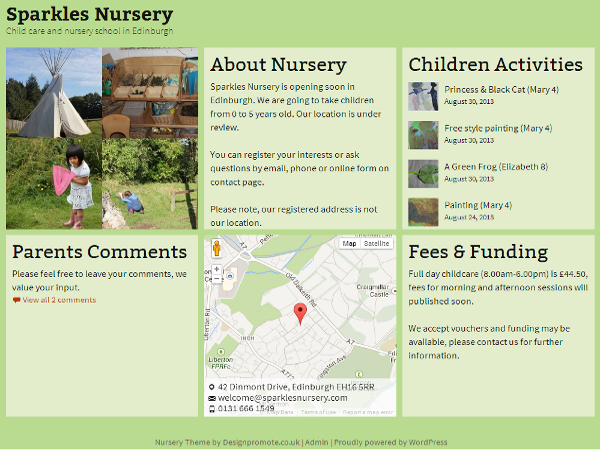 Sparkles Nursery
Child care and nursery school in Edinburgh
About Nursery
Sparkles Nursery is opening soon in
Edinburgh. We are going to take children
from 0 to 5 years old. Our location is under
review.
You can register your interests or ask
questions by email, phone or online form on
contact page.
Please note, our registered address is not
our location.
Children Activities
Princess & Black Cat (Mary 4)
August 30, 2013
Free style painting (Mary 4)
August 30, 2013
A Green Frog (Elizabeth 8)
August 30, 2013
Painting (Mary 4)
August 24, 2013
Parents Comments
Please feel free to leave your comments, we
value your input.
View all 2 comments
Map
Satellite
+
-
Old Dalkeith Rd
Craigmillar
Castle
Liberton Rd
INCH
Liberton
A7
42 Dinmont Drive, Edinburgh EH16 5RR
welcome@sparklesnursery.com
0131 666 1549
Map Data
Terms of use
Report a map error
Fees & Funding
Full day childcare (8.00am-6.00pm) is £44.50,
fees for morning and afternoon sessions will
published soon.
We accept vouchers and funding may be
available, please contact us for further
information.
Nursery Theme by Designpromote.co.uk | Admin | Proudly powered by WordPress